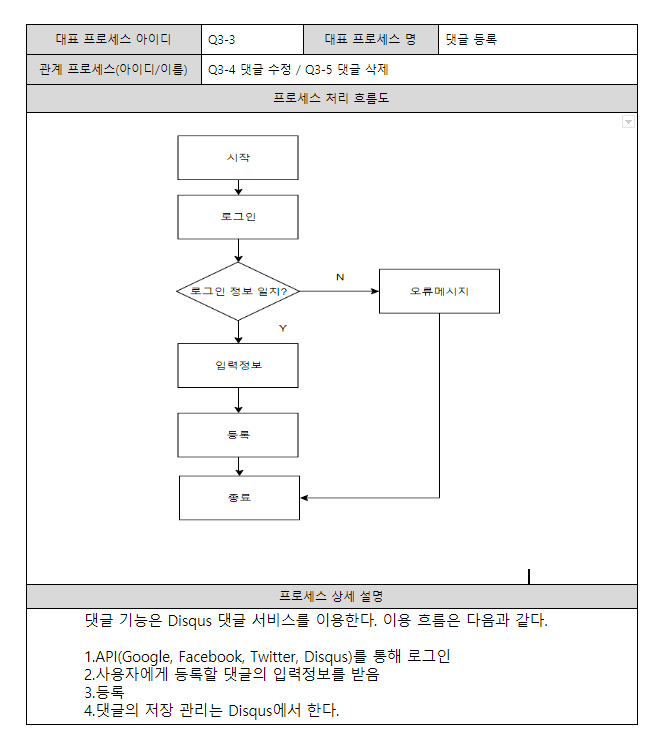 대표 프로세스 아이디 Q3-3 대표 프로세스 명 댓글 등록
관계 프로세스(아이디/이름) Q3-4 댓글 수정 / Q3-5 댓글 삭제
프로세스 처리 흐름도
시작
로그인
로그인 정보 일치?
N
오류메시지
Y
입력정보
등록
종료
프로세스 상세 설명
댓글 기능은 Disqus 댓글 서비스를 이용한다. 이용 흐름은 다음과 같다.
1.API(Google, Facebook, Twitter, Disqus)를 통해 로그인
2.사용자에게 등록할 댓글의 입력정보를 받음
3.등록
4.댓글의 저장 관리는 Disqus에서 한다.